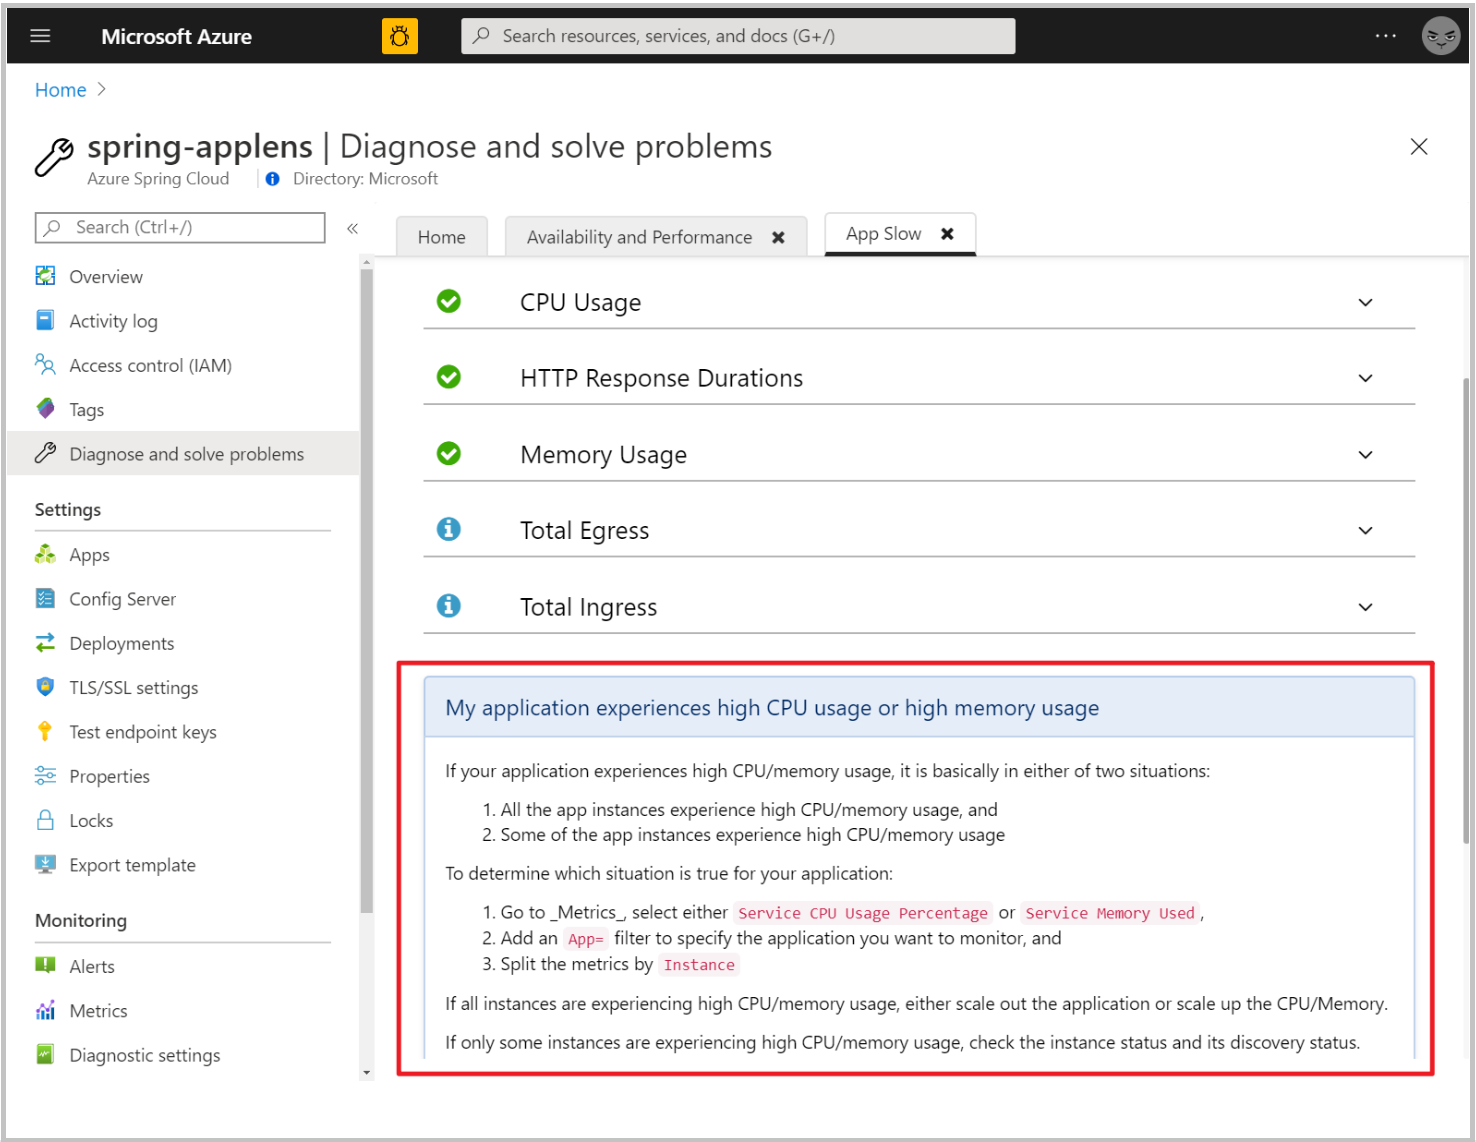 Microsoft Azure
Search resources, services, and docs (G+/)
...
Home >
spring-applens | Diagnose and solve problems
Azure Spring Cloud | Directory: Microsoft
Search (Ctrl+/)
«
Home
Availability and Performance
App Slow
Overview
Activity log
Access control (IAM)
Tags
Diagnose and solve problems
Settings
Apps
Config Server
Deployments
TLS/SSL settings
Test endpoint keys
Properties
Locks
Export template
Monitoring
Alerts
Metrics
Diagnostic settings
CPU Usage
HTTP Response Durations
Memory Usage
Total Egress
Total Ingress
My application experiences high CPU usage or high memory usage
If your application experiences high CPU/memory usage, it is basically in either of two situations:
1. All the app instances experience high CPU/memory usage, and
2. Some of the app instances experience high CPU/memory usage
To determine which situation is true for your application:
1. Go to _Metrics_, select either Service CPU Usage Percentage or Service Memory Used,
2. Add an App= filter to specify the application you want to monitor, and
3. Split the metrics by Instance
If all instances are experiencing high CPU/memory usage, either scale out the application or scale up the CPU/Memory.
If only some instances are experiencing high CPU/memory usage, check the instance status and its discovery status.